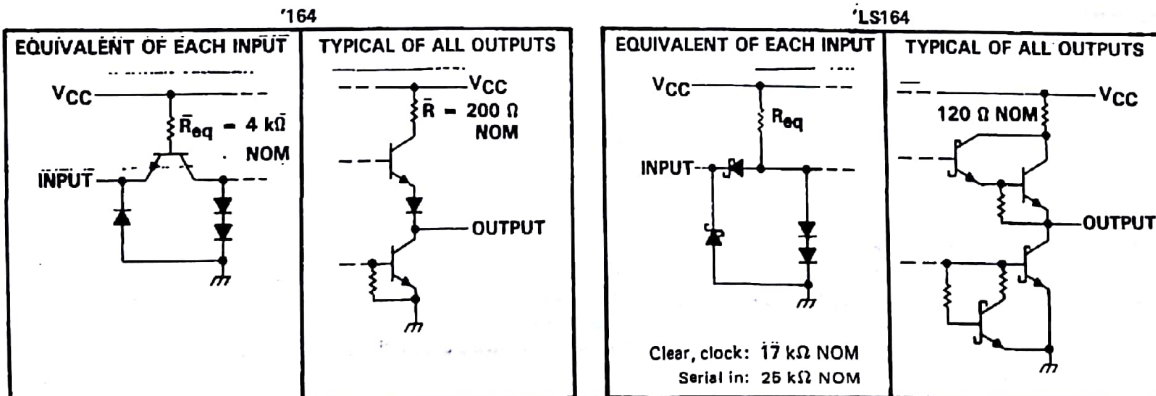 '164
EQUIVALENT OF EACH INPUT
VCC
Req = 4 kΩ
NOM
INPUT
TYPICAL OF ALL OUTPUTS
VCC
R = 200 Ω
NOM
OUTPUT
'LS164
EQUIVALENT OF EACH INPUT
VCC
Req
INPUT
Clear, clock: 17 kΩ NOM
Serial in: 25 kΩ NOM
TYPICAL OF ALL OUTPUTS
VCC
120 Ω NOM
OUTPUT